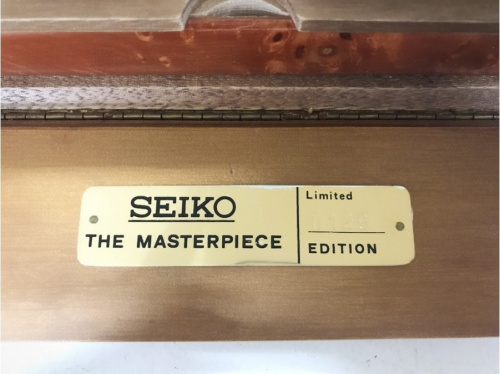 SEIKO
THE MASTERPIECE
Limited
EDITION